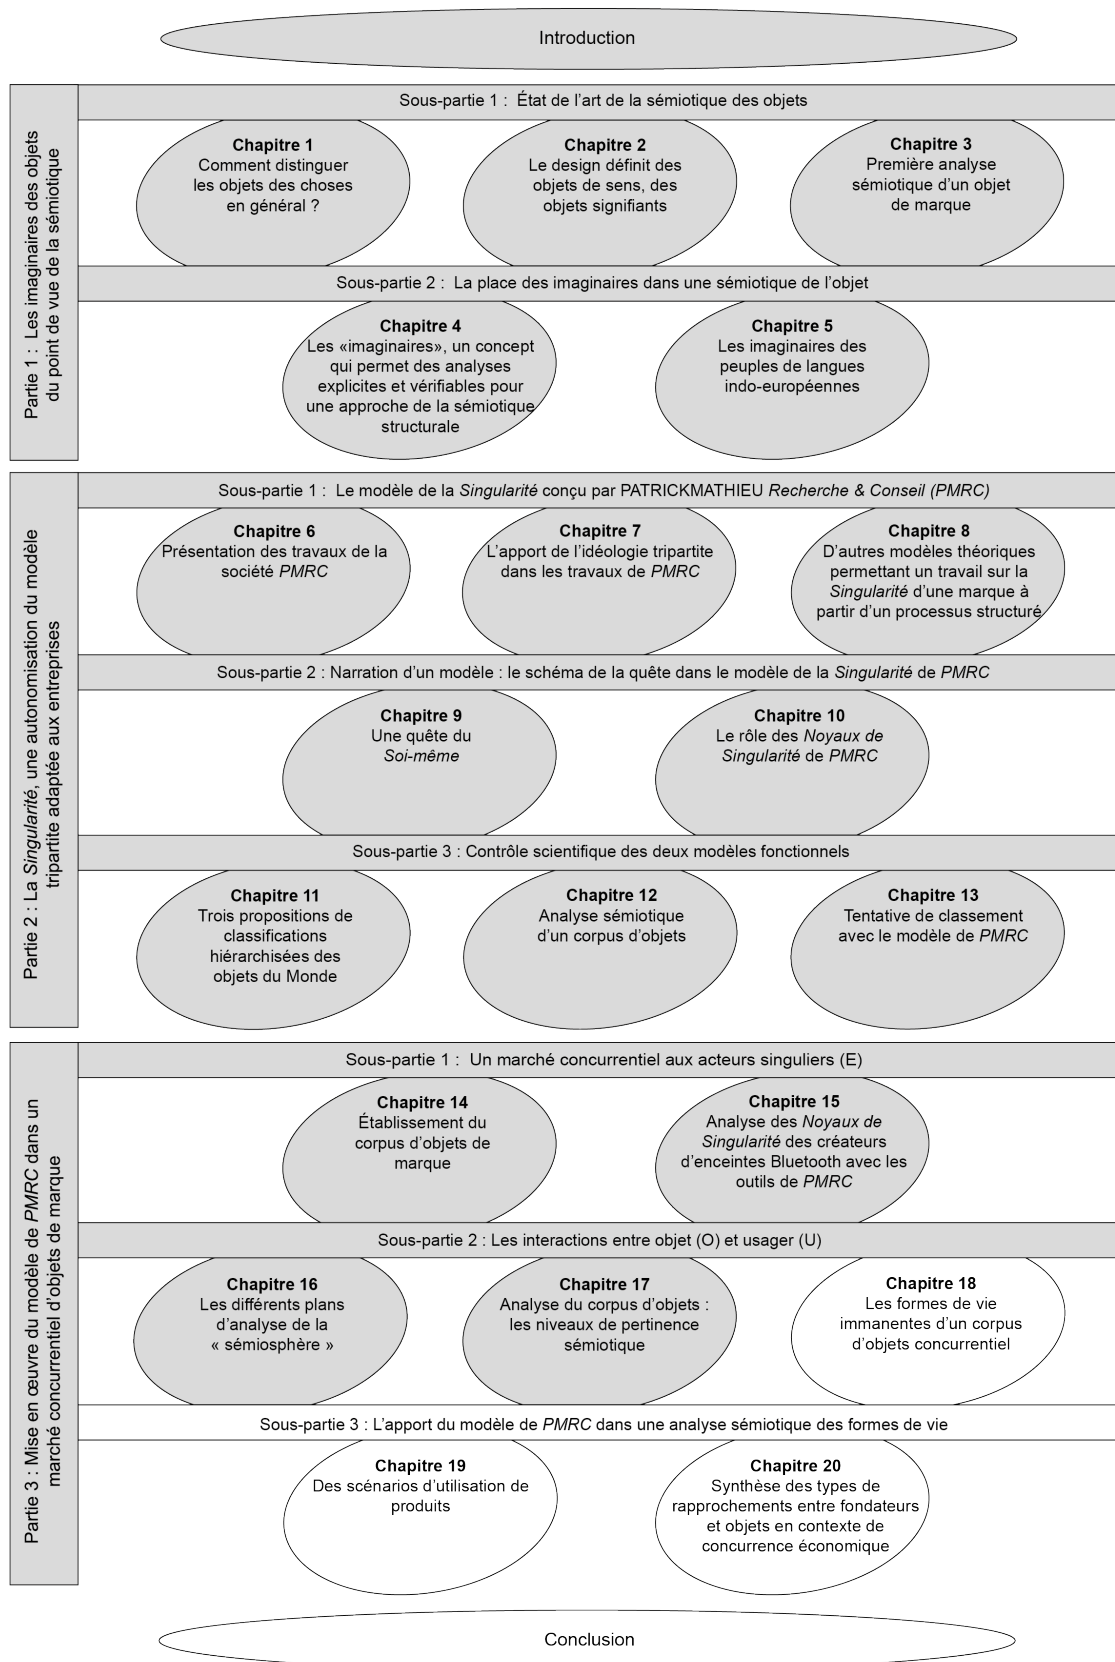 Introduction
Partie 1 : Les imaginaires des objets
du point de vue de la sémiotique
Sous-partie 1 : État de l’art de la sémiotique des objets
Chapitre 1
Comment distinguer
les objets des choses
en général ?
Chapitre 2
Le design définit des
objets de sens, des
objets signifiants
Chapitre 3
Première analyse
sémiotique d’un objet
de marque
Sous-partie 2 : La place des imaginaires dans une sémiotique de l’objet
Chapitre 4
Les «imaginaires», un concept
qui permet des analyses
explicites et vérifiables pour
une approche de la sémiotique
structurale
Chapitre 5
Les imaginaires des
peuples de langues
indo-européennes
Partie 2 : La Singularité, une autonomisation du modèle
tripartite adaptée aux entreprises
Sous-partie 1 : Le modèle de la Singularité conçu par PATRICKMATHIEU Recherche & Conseil (PMRC)
Chapitre 6
Présentation des travaux de la
société PMRC
Chapitre 7
L’apport de l’idéologie tripartite
dans les travaux de PMRC
Chapitre 8
D’autres modèles théoriques
permettant un travail sur la
Singularité d’une marque à
partir d’un processus structuré
Sous-partie 2 : Narration d’un modèle : le schéma de la quête dans le modèle de la Singularité de PMRC
Chapitre 9
Une quête du
Soi-même
Chapitre 10
Le rôle des Noyaux de
Singularité de PMRC
Sous-partie 3 : Contrôle scientifique des deux modèles fonctionnels
Chapitre 11
Trois propositions de
classifications
hiérarchisées des
objets du Monde
Chapitre 12
Analyse sémiotique
d’un corpus d’objets
Chapitre 13
Tentative de classement
avec le modèle de PMRC
Partie 3 : Mise en œuvre du modèle de PMRC dans un
marché concurrentiel d’objets de marque
Sous-partie 1 : Un marché concurrentiel aux acteurs singuliers (E)
Chapitre 14
Établissement du
corpus d’objets de
marque
Chapitre 15
Analyse des Noyaux de
Singularité des créateurs
d’enceintes Bluetooth avec les
outils de PMRC
Sous-partie 2 : Les interactions entre objet (O) et usager (U)
Chapitre 16
Les différents plans
d’analyse de la
« sémiosphère »
Chapitre 17
Analyse du corpus d’objets :
les niveaux de pertinence
sémiotique
Chapitre 18
Les formes de vie
immanentes d’un corpus
d’objets concurrentiel
Sous-partie 3 : L’apport du modèle de PMRC dans une analyse sémiotique des formes de vie
Chapitre 19
Des scénarios d’utilisation de
produits
Chapitre 20
Synthèse des types de
rapprochements entre fondateurs
et objets en contexte de
concurrence économique
Conclusion